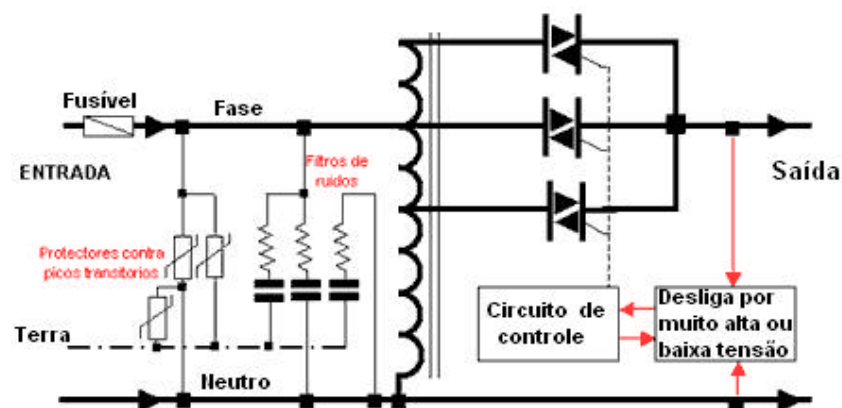 Fusível
Fase
ENTRADA
Filtros de
ruidos
Saída
Protectores contra
picos transitorios
Terra
Neutro
Circuito de
controle
Desliga por
muito alta ou
baixa tensão